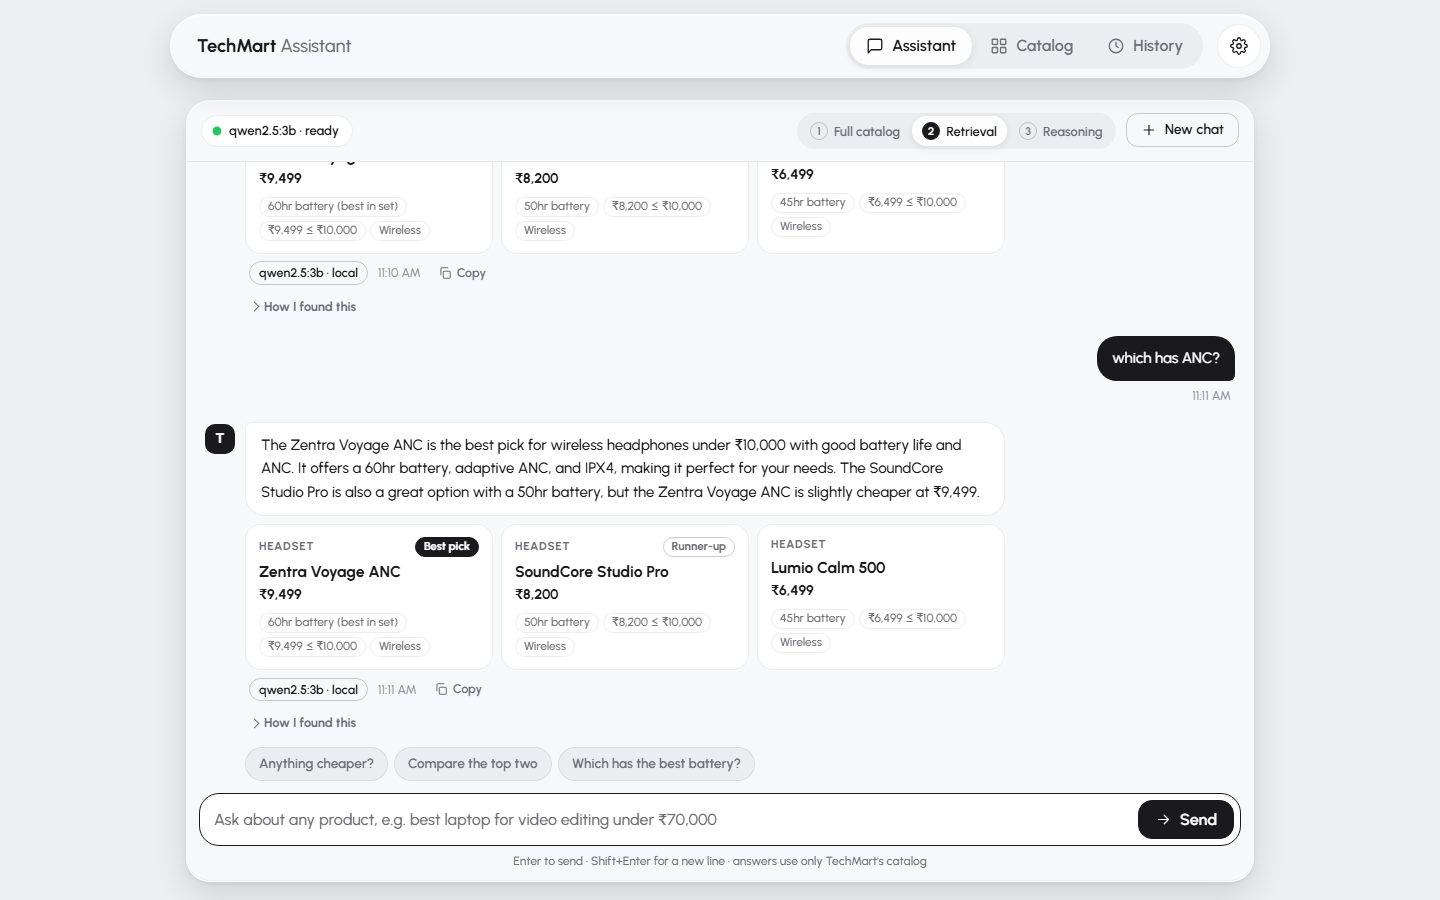 TechMart Assistant
Assistant
Catalog
History
qwen2.5:3b · ready
1 Full catalog
2 Retrieval
3 Reasoning
New chat
₹9,499
60hr battery (best in set)
₹9,499 ≤ ₹10,000
Wireless
₹8,200
50hr battery
₹8,200 ≤ ₹10,000
Wireless
₹6,499
45hr battery
₹6,499 ≤ ₹10,000
Wireless
qwen2.5:3b · local
11:10 AM
Copy
How I found this
which has ANC?
11:11 AM
T
The Zentra Voyage ANC is the best pick for wireless headphones under ₹10,000 with good battery life and
ANC. It offers a 60hr battery, adaptive ANC, and IPX4, making it perfect for your needs. The SoundCore
Studio Pro is also a great option with a 50hr battery, but the Zentra Voyage ANC is slightly cheaper at ₹9,499.
HEADSET
Best pick
Zentra Voyage ANC
₹9,499
60hr battery (best in set)
₹9,499 ≤ ₹10,000
Wireless
HEADSET
Runner-up
SoundCore Studio Pro
₹8,200
50hr battery
₹8,200 ≤ ₹10,000
Wireless
HEADSET
Lumio Calm 500
₹6,499
45hr battery
₹6,499 ≤ ₹10,000
Wireless
qwen2.5:3b · local
11:11 AM
Copy
How I found this
Anything cheaper?
Compare the top two
Which has the best battery?
Ask about any product, e.g. best laptop for video editing under ₹70,000
Send
Enter to send · Shift+Enter for a new line · answers use only TechMart's catalog